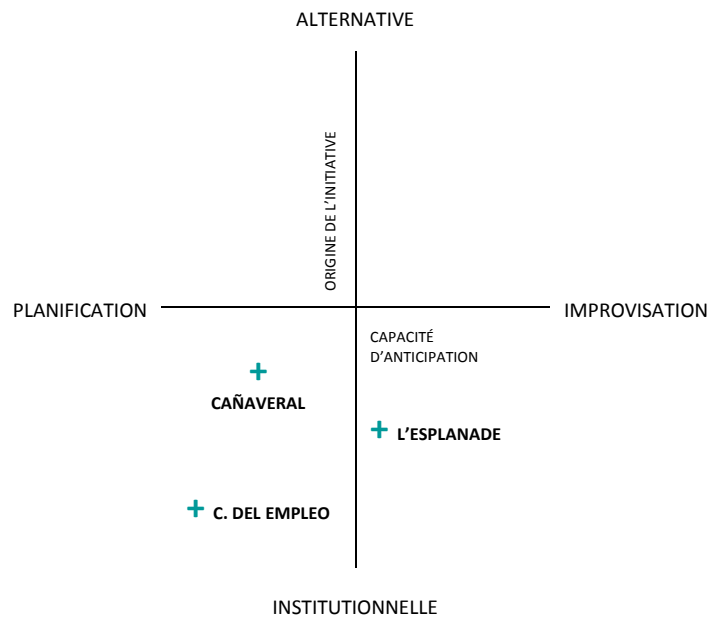 ALTERNATIVE
ORIGINE DE L’INITIATIVE
PLANIFICATION
IMPROVISATION
CAPACITÉ
D’ANTICIPATION
CAÑAVERAL
L’ESPLANADE
C. DEL EMPLEO
INSTITUTIONNELLE